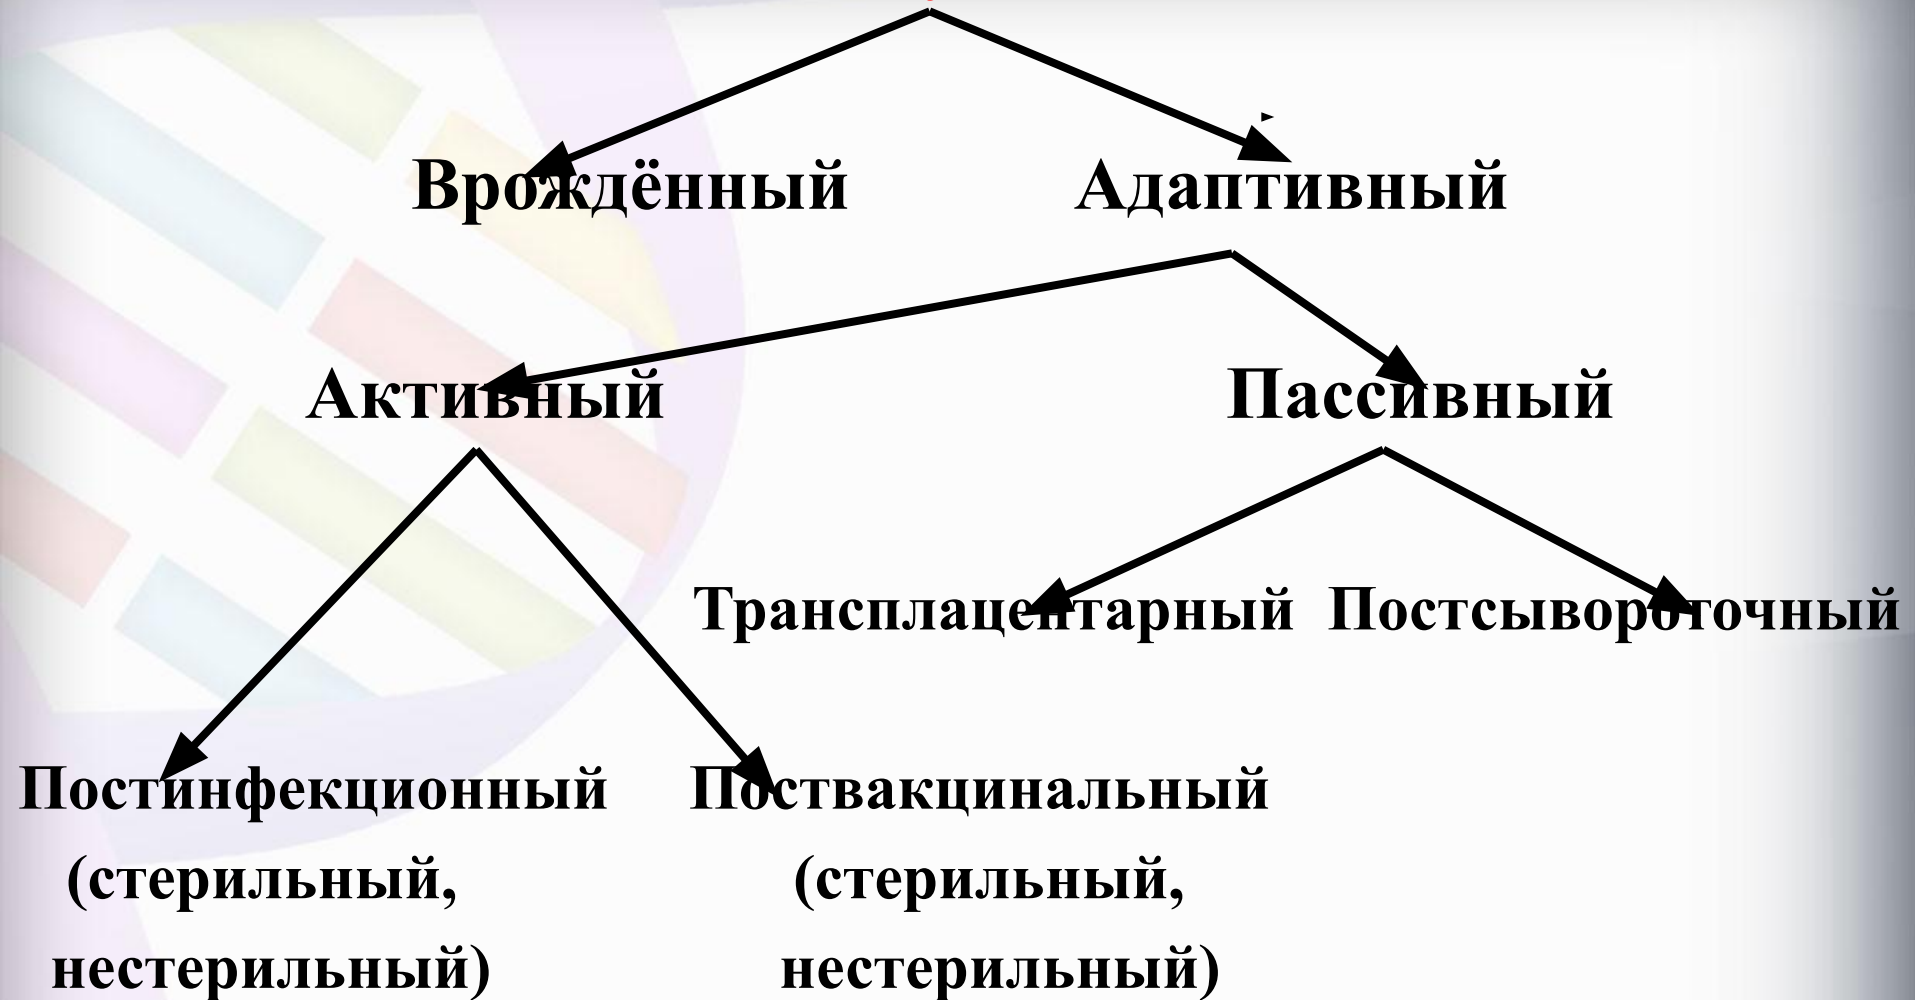 Врождённый Адаптивный
Активный Пассивный
Трансплацентарный Постсывороточный
Постинфекционный Поствакцинальный
(стерильный, (стерильный,
нестерильный) нестерильный)